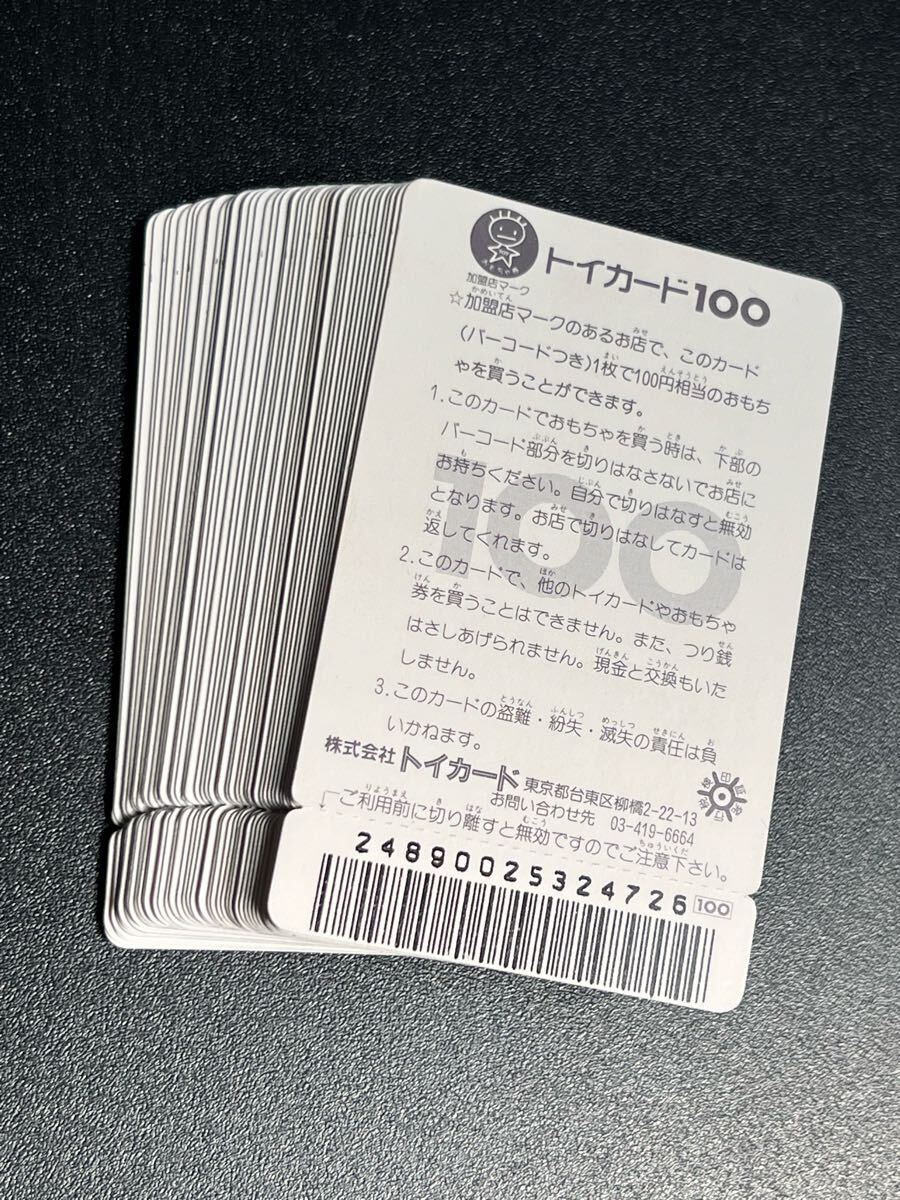 トイカード100
加盟店マーク
☆加盟店マークのあるお店で、このカード
(バーコードつき)1枚で100円相当のおもち
ゃを買うことができます。
1.このカードでおもちゃを買う時は、下部の
バーコード部分を切りはなさないでお店に
お持ちください。自分で切りはなすと無効
となります。お店で切りはなしてカードは
返してくれます。
2.このカードで、他のトイカードやおもちゃ
券を買うことはできません。また、つり銭
はさしあげられません。現金と交換もいた
しません。
3.このカードの盗難・紛失・滅失の責任は負
いかねます。
100
株式会社 トイカード 東京都台東区柳橋2-22-13
お問い合わせ先 03-419-6664
「ご利用前に切り離すと無効ですのでご注意下さい。
2489002532472６
100